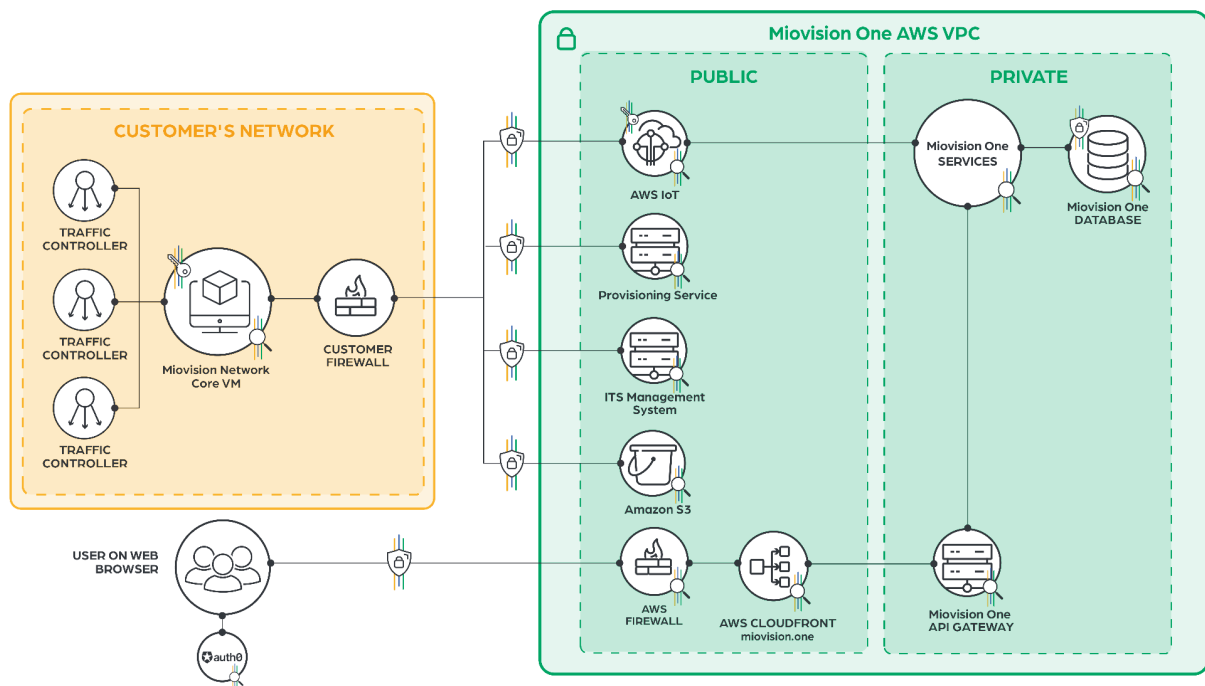 Miovision One AWS VPC
PUBLIC
PRIVATE
CUSTOMER'S NETWORK
TRAFFIC
CONTROLLER
TRAFFIC
CONTROLLER
TRAFFIC
CONTROLLER
Miovision Network
Core VM
CUSTOMER
FIREWALL
AWS IoT
Provisioning Service
ITS Management
System
Amazon S3
Miovision One
SERVICES
Miovision One
DATABASE
USER ON WEB
BROWSER
auth0
AWS
FIREWALL
AWS CLOUDFRONT
miovision.one
Miovision One
API GATEWAY